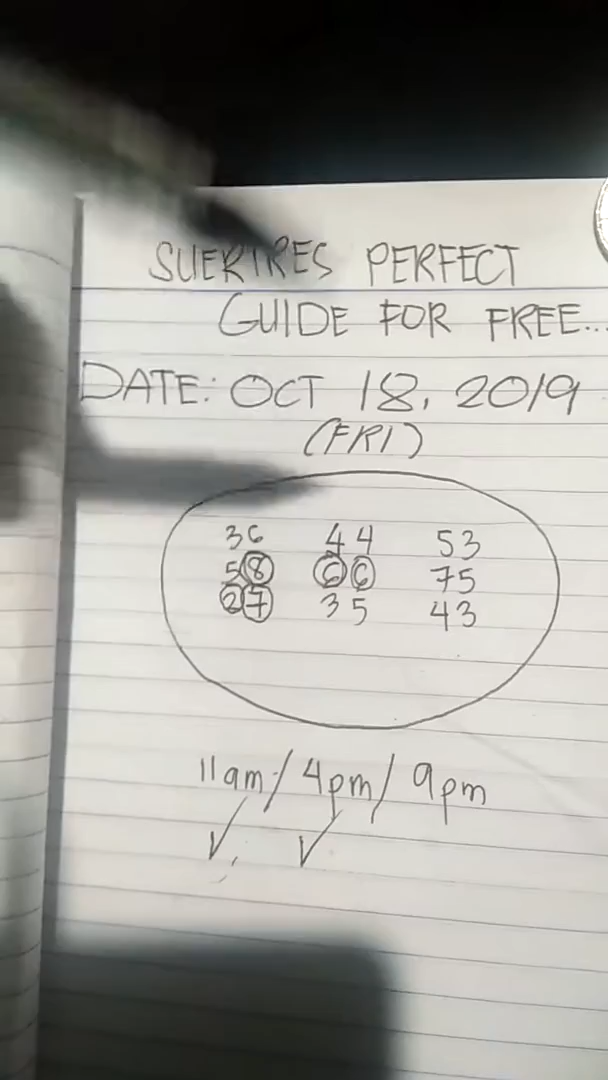 SUERTRES PERFECT
GUIDE FOR FREE...
DATE: OCT 18, 2019
(FRI)
36 44 53
58 66 75
27 35 43
11am/ 4pm/ 9pm